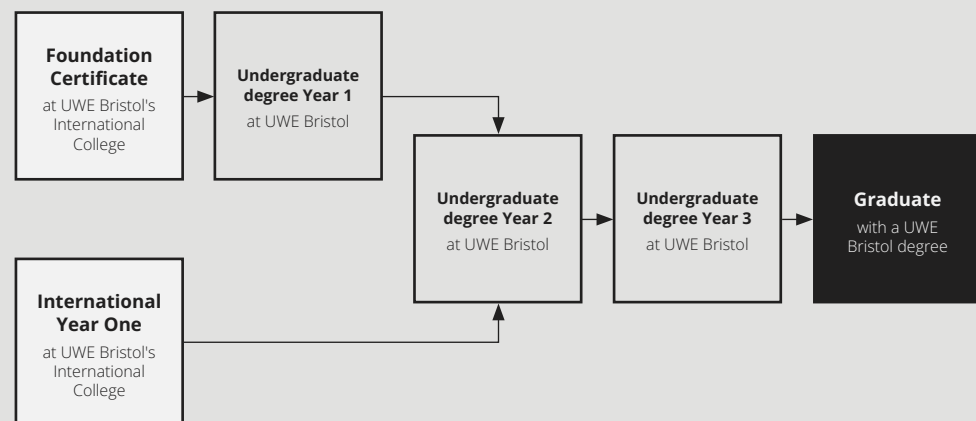 Foundation
Certificate
at UWE Bristol's
International
College
Undergraduate
degree Year 1
at UWE Bristol
Undergraduate
degree Year 2
at UWE Bristol
Undergraduate
degree Year 3
at UWE Bristol
Graduate
with a UWE
Bristol degree
International
Year One
at UWE Bristol's
International
College